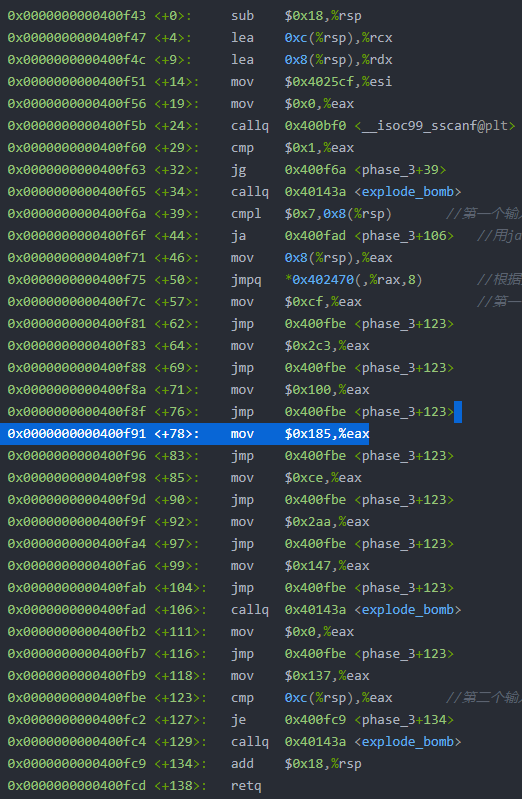 0x0000000000400f43 <+0>: sub $0x18,%rsp
0x0000000000400f47 <+4>: lea 0xc(%rsp),%rcx
0x0000000000400f4c <+9>: lea 0x8(%rsp),%rdx
0x0000000000400f51 <+14>: mov $0x4025cf,%esi
0x0000000000400f56 <+19>: mov $0x0,%eax
0x0000000000400f5b <+24>: callq 0x400bf0 <__isoc99_sscanf@plt>
0x0000000000400f60 <+29>: cmp $0x1,%eax
0x0000000000400f63 <+32>: jg 0x400f6a <phase_3+39>
0x0000000000400f65 <+34>: callq 0x40143a <explode_bomb>
0x0000000000400f6a <+39>: cmpl $0x7,0x8(%rsp) //第一个输
0x0000000000400f6f <+44>: ja 0x400fad <phase_3+106> //用ja
0x0000000000400f71 <+46>: mov 0x8(%rsp),%eax
0x0000000000400f75 <+50>: jmpq *0x402470(,%rax,8) //根据
0x0000000000400f7c <+57>: mov $0xcf,%eax //第一
0x0000000000400f81 <+62>: jmp 0x400fbe <phase_3+123>
0x0000000000400f83 <+64>: mov $0x2c3,%eax
0x0000000000400f88 <+69>: jmp 0x400fbe <phase_3+123>
0x0000000000400f8a <+71>: mov $0x100,%eax
0x0000000000400f8f <+76>: jmp 0x400fbe <phase_3+123>
0x0000000000400f91 <+78>: mov $0x185,%eax
0x0000000000400f96 <+83>: jmp 0x400fbe <phase_3+123>
0x0000000000400f98 <+85>: mov $0xce,%eax
0x0000000000400f9d <+90>: jmp 0x400fbe <phase_3+123>
0x0000000000400f9f <+92>: mov $0x2aa,%eax
0x0000000000400fa4 <+97>: jmp 0x400fbe <phase_3+123>
0x0000000000400fa6 <+99>: mov $0x147,%eax
0x0000000000400fab <+104>: jmp 0x400fbe <phase_3+123>
0x0000000000400fad <+106>: callq 0x40143a <explode_bomb>
0x0000000000400fb2 <+111>: mov $0x0,%eax
0x0000000000400fb7 <+116>: jmp 0x400fbe <phase_3+123>
0x0000000000400fb9 <+118>: mov $0x137,%eax
0x0000000000400fbe <+123>: cmp 0xc(%rsp),%eax //第二个输
0x0000000000400fc2 <+127>: je 0x400fc9 <phase_3+134>
0x0000000000400fc4 <+129>: callq 0x40143a <explode_bomb>
0x0000000000400fc9 <+134>: add $0x18,%rsp
0x0000000000400fcd <+138>: retq